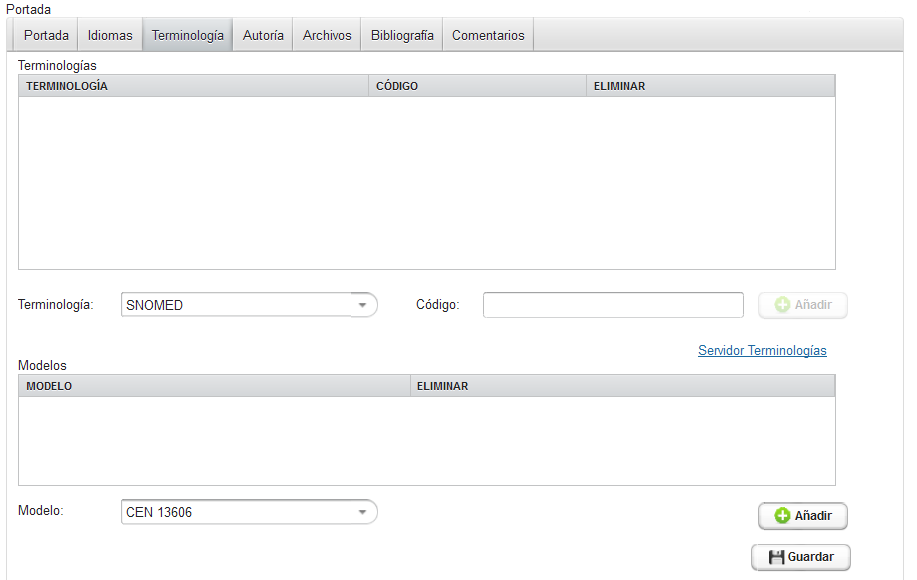 Portada
Portada Idiomas Terminología Autoría Archivos Bibliografía Comentarios
Terminologías
TERMINOLOGÍA CÓDIGO ELIMINAR
Terminología: SNOMED Código: Añadir
Servidor Terminologías
Modelos
MODELO ELIMINAR
Modelo: CEN 13606 Añadir
Guardar